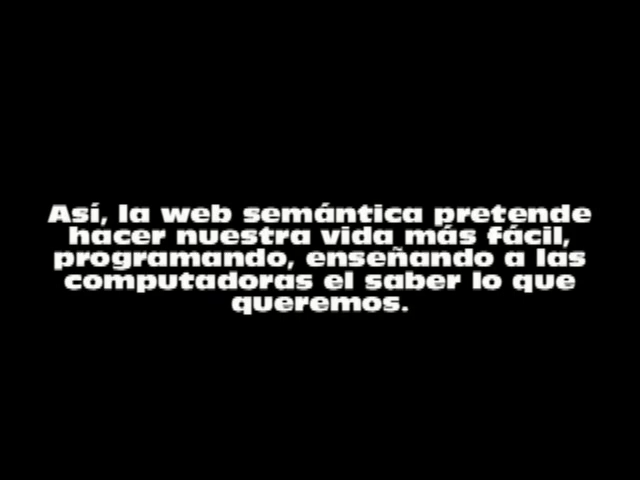 Así, la web semántica pretende
hacer nuestra vida más fácil,
programando, enseñando a las
computadoras el saber lo que
queremos.